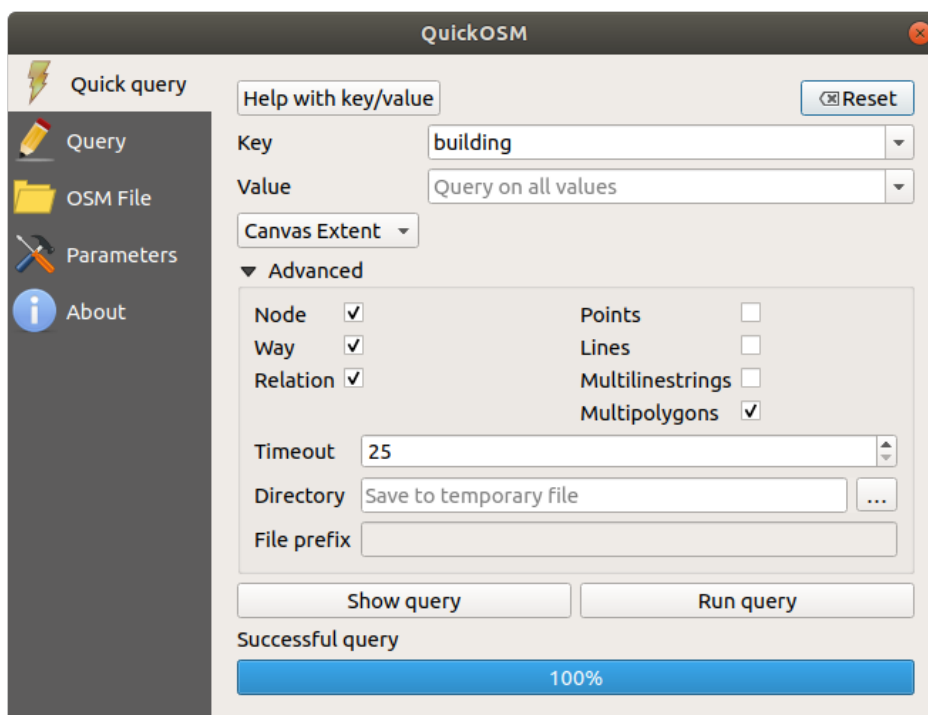 QuickOSM
Quick query
Query
OSM File
Parameters
About
Help with key/value
Reset
Key building
Value Query on all values
Canvas Extent
Advanced
Node Points
Way Lines
Relation Multilinestrings
Multipolygons
Timeout 25
Directory Save to temporary file ...
File prefix
Show query Run query
Successful query
100%